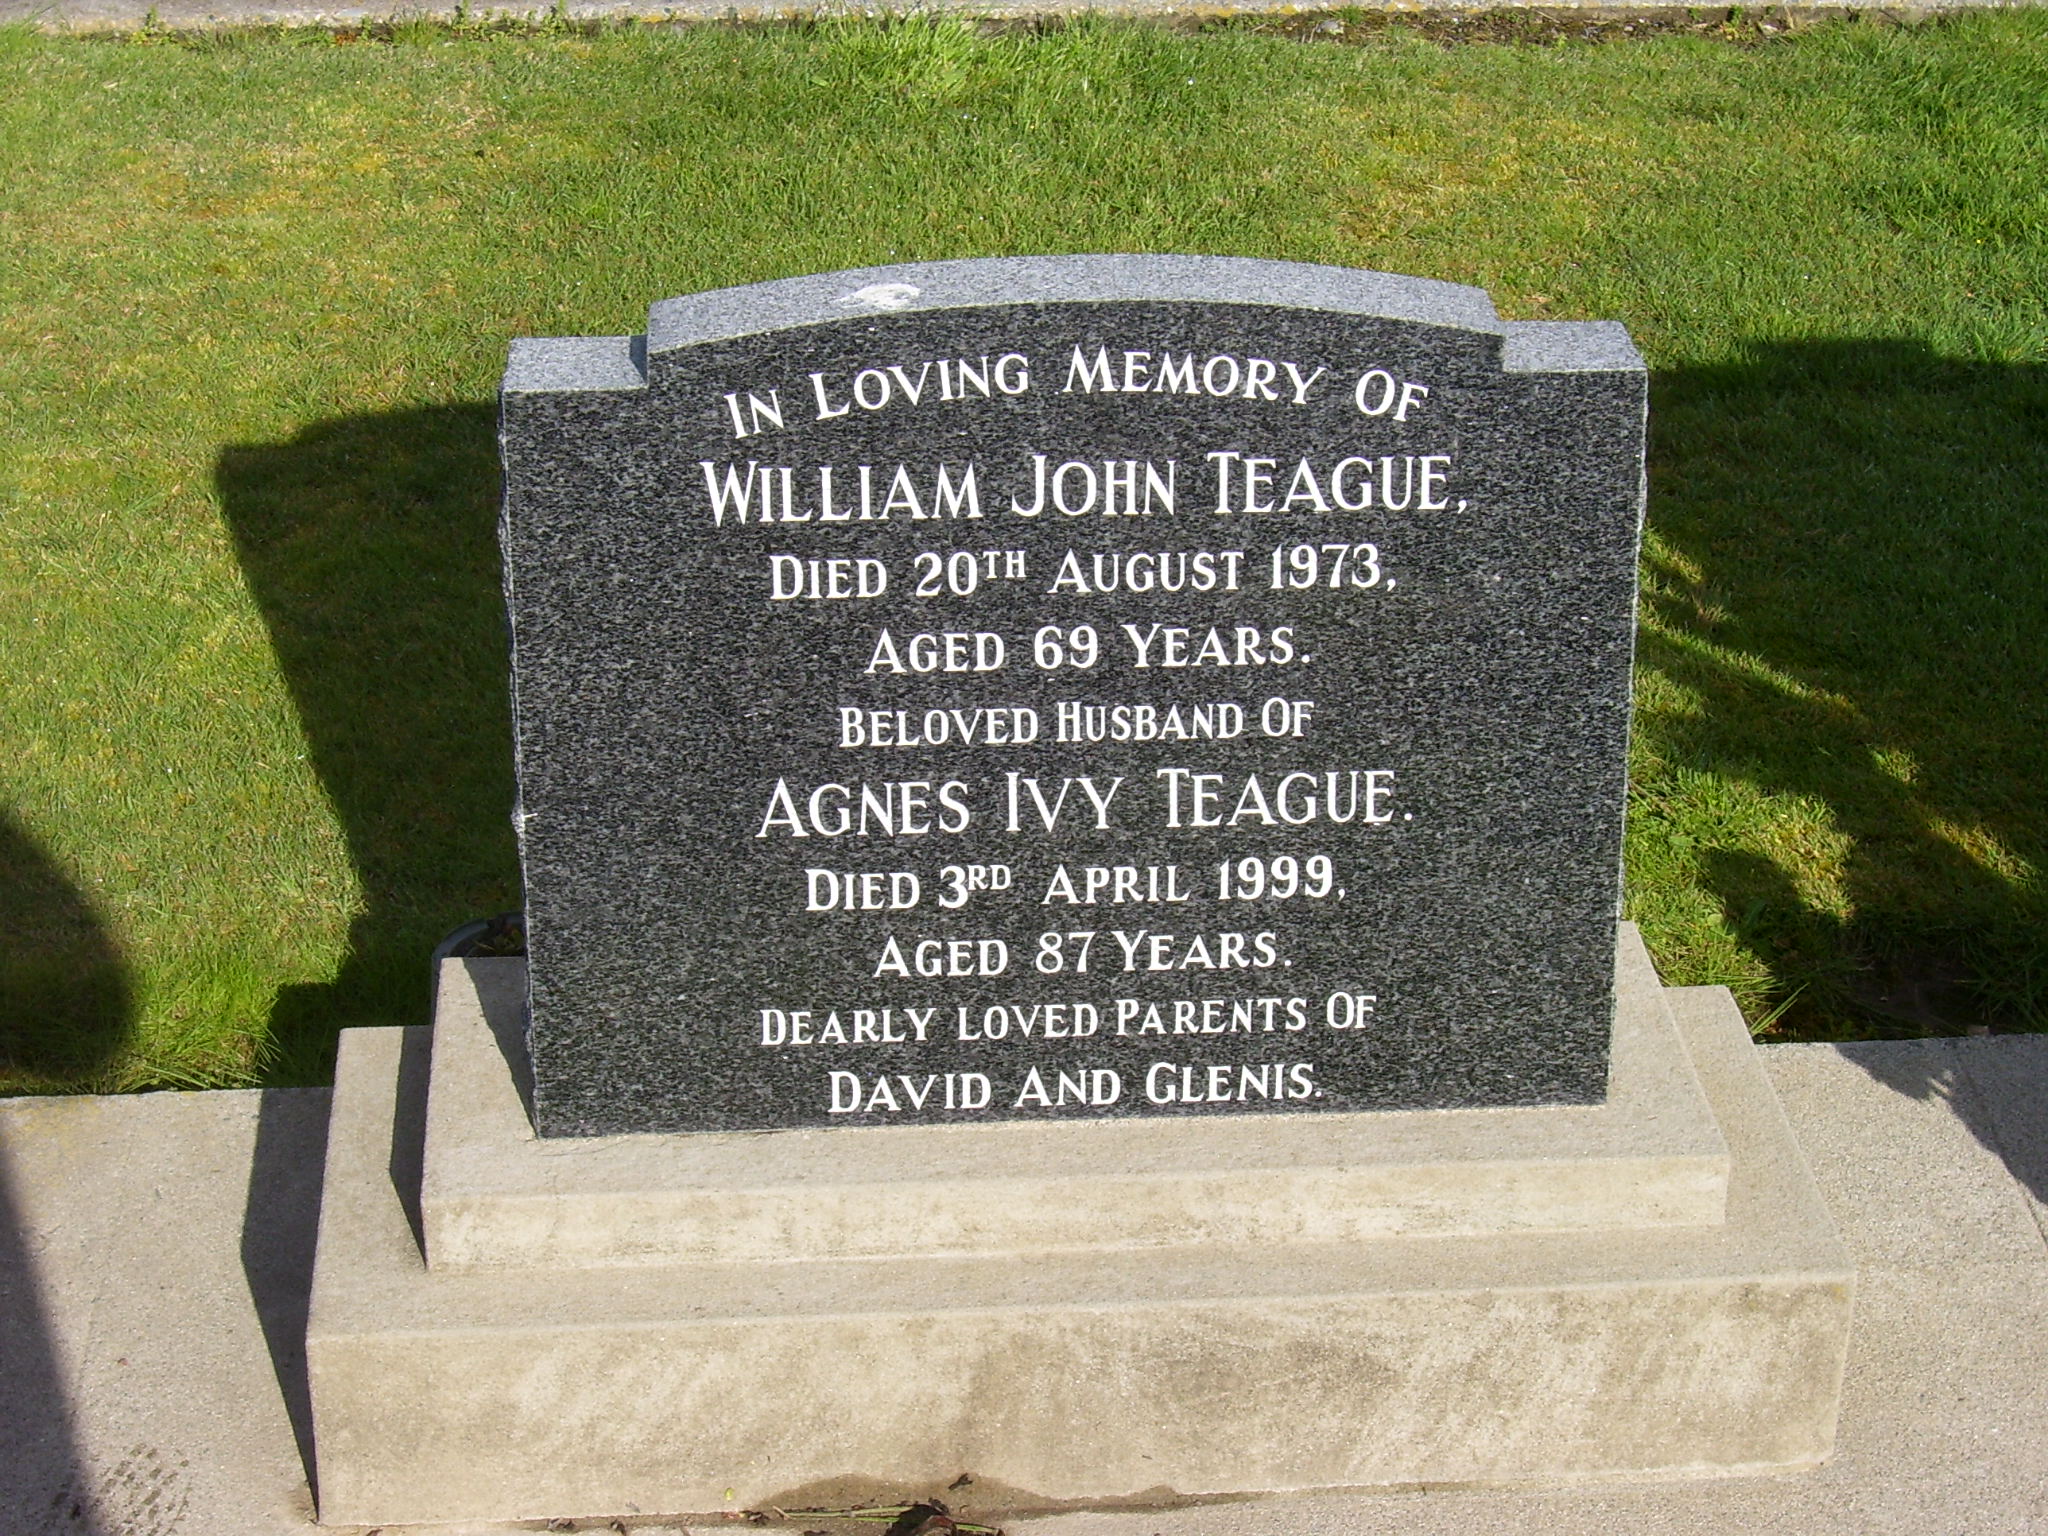 IN LOVING MEMORY OF
WILLIAM JOHN TEAGUE,
DIED 20TH AUGUST 1973,
AGED 69 YEARS.
BELOVED HUSBAND OF
AGNES IVY TEAGUE.
DIED 3RD APRIL 1999,
AGED 87 YEARS.
DEARLY LOVED PARENTS OF
DAVID AND GLENIS.